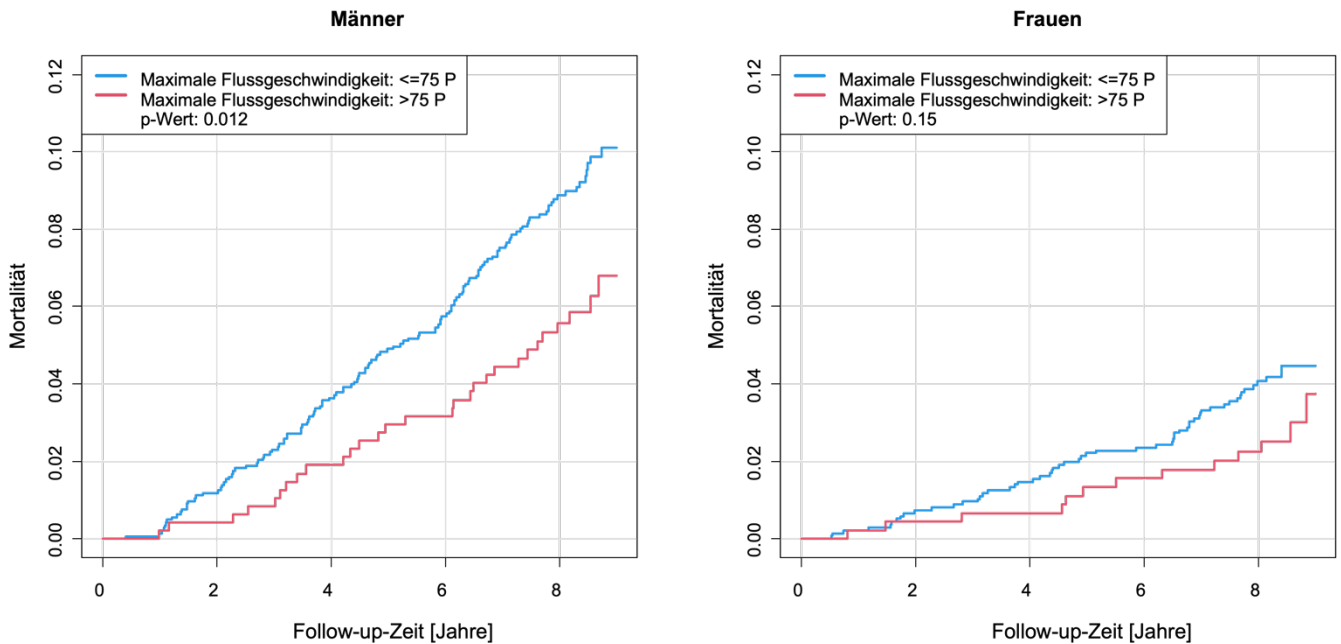 Männer
Maximale Flussgeschwindigkeit: <=75 P
Maximale Flussgeschwindigkeit: >75 P
p-Wert: 0.012
0.12
0.10
0.08
0.06
0.04
0.02
0.00
Mortalität
0 2 4 6 8
Follow-up-Zeit [Jahre]
Frauen
Maximale Flussgeschwindigkeit: <=75 P
Maximale Flussgeschwindigkeit: >75 P
p-Wert: 0.15
0.12
0.10
0.08
0.06
0.04
0.02
0.00
Mortalität
0 2 4 6 8
Follow-up-Zeit [Jahre]